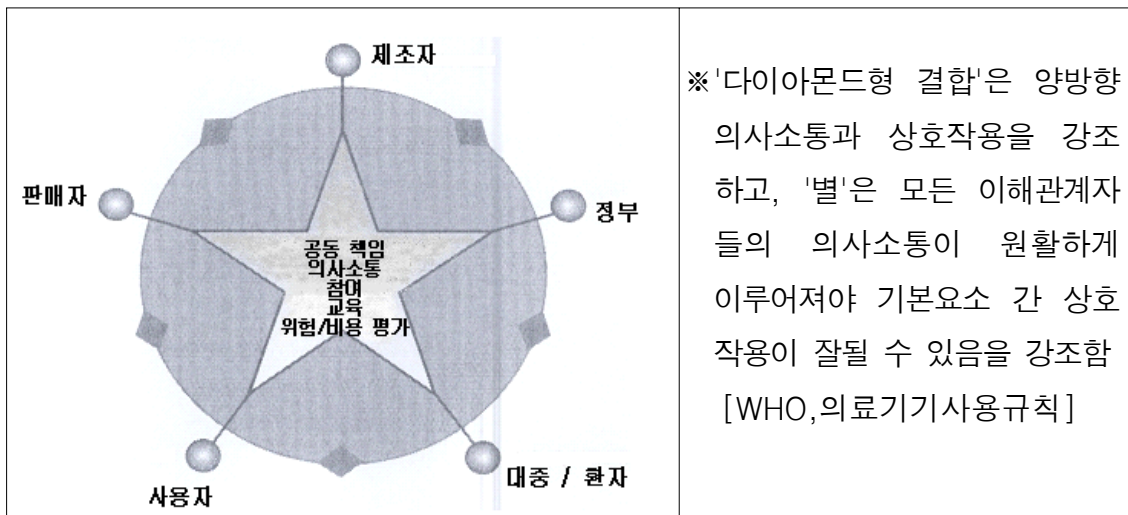 제조자
판매자
정부
공동 책임
의사소통
참여
교육
위험/비용 평가
사용자
대중 / 환자
※'다이아몬드형 결합'은 양방향
의사소통과 상호작용을 강조
하고, '별'은 모든 이해관계자
들의 의사소통이 원활하게
이루어져야 기본요소 간 상호
작용이 잘될 수 있음을 강조함
[WHO,의료기기사용규칙]